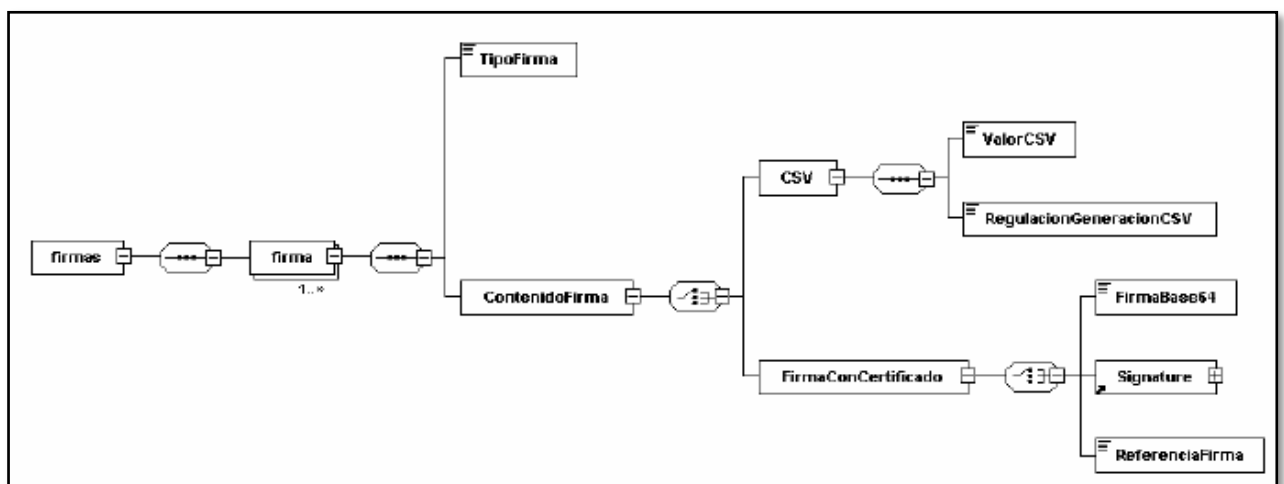 TipoFirma
ValorCSV
CSV
RegulacionGeneracionCSV
firmas
firma
1..∞
ContenidoFirma
FirmaBase64
FirmaConCertificado
Signature
ReferenciaFirma